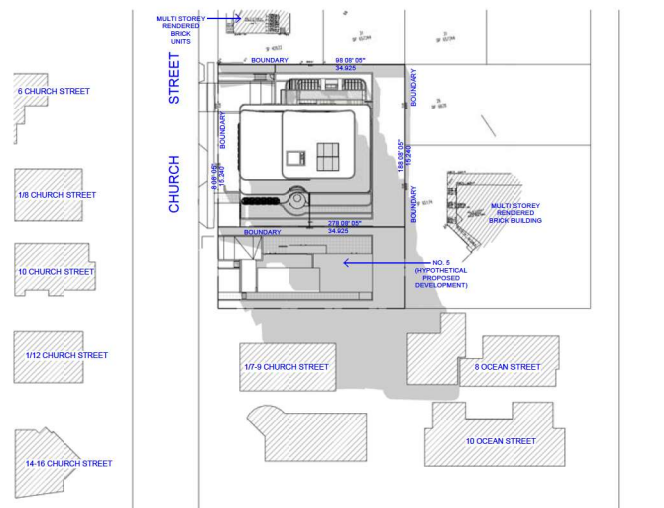 MULTI STOREY
RENDERED
BRICK
UNITS
BOUNDARY
98 08' 05"
34.925
CHURCH STREET
BOUNDARY
BOUNDARY
8 08' 05"
15.240
188 08' 05"
15.240
BOUNDARY
278 08' 05"
34.925
BOUNDARY
6 CHURCH STREET
1/8 CHURCH STREET
10 CHURCH STREET
1/12 CHURCH STREET
14-16 CHURCH STREET
MULTI STOREY
RENDERED
BRICK BUILDING
NO. 5
(HYPOTHETICAL
PROPOSED
DEVELOPMENT)
1/7-9 CHURCH STREET
8 OCEAN STREET
10 OCEAN STREET